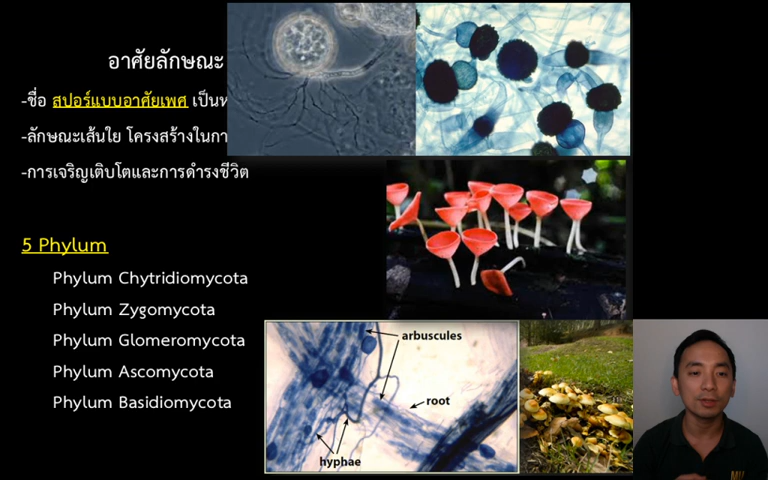 อาศัยลักษณะ
-ชื่อ สปอร์แบบอาศัยเพศ เป็นห
-ลักษณะเส้นใย โครงสร้างในกา
-การเจริญเติบโตและการดำรงชีวิต
5 Phylum
Phylum Chytridiomycota
Phylum Zygomycota
Phylum Glomeromycota
Phylum Ascomycota
Phylum Basidiomycota
arbuscules
root
hyphae